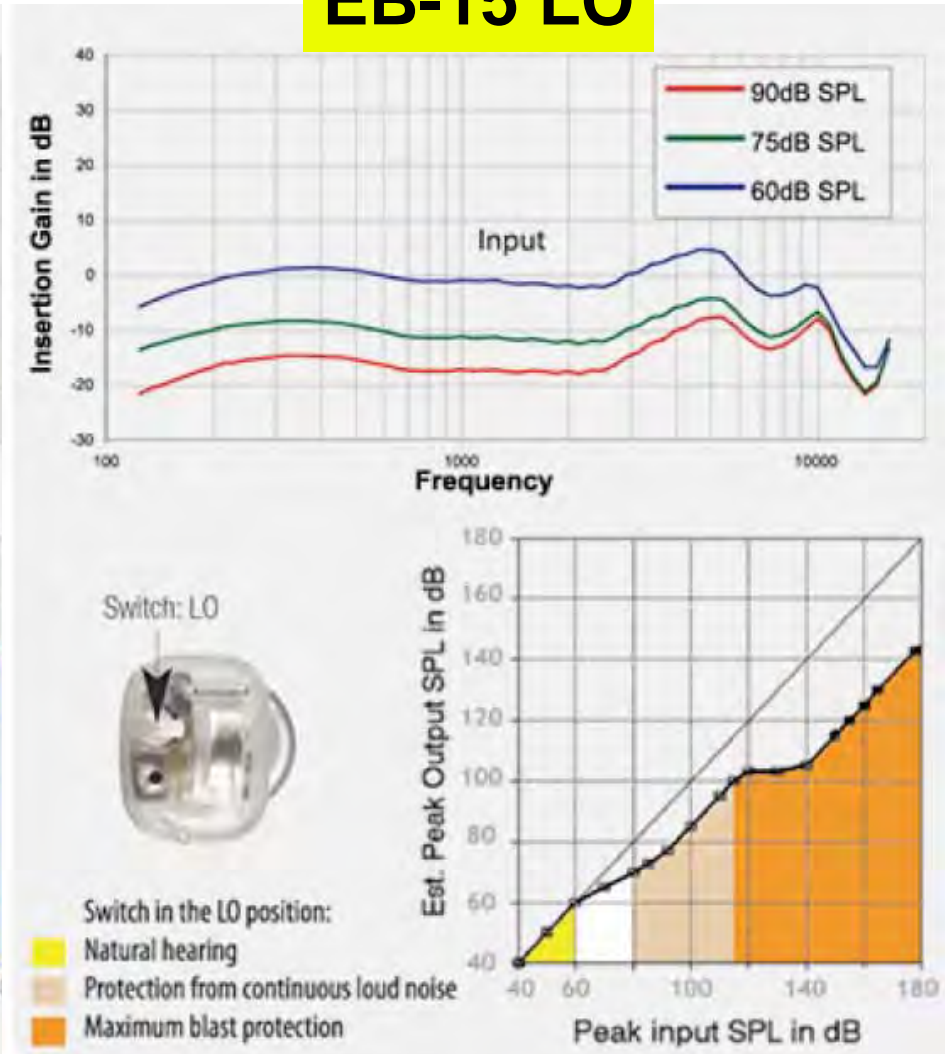 EB-15 LO
40
30
20
10
0
-10
-20
-30
Insertion Gain in dB
90dB SPL
75dB SPL
60dB SPL
Input
100 1000 10000
Frequency
Switch: LO
Switch in the LO position:
Natural hearing
Protection from continuous loud noise
Maximum blast protection
180
160
140
120
100
80
60
40
Est. Peak Output SPL in dB
40 60 100 140 180
Peak input SPL in dB